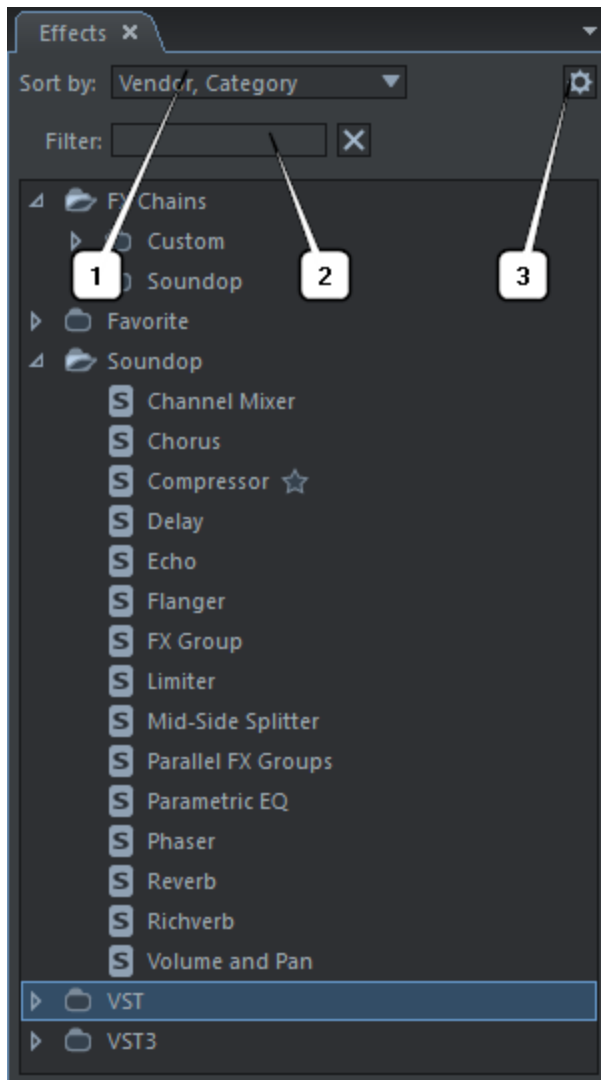 Effects
Sort by: Vendor, Category
Filter:
FX Chains
Custom
1 2 3
Soundop
Favorite
Soundop
S Channel Mixer
S Chorus
S Compressor
S Delay
S Echo
S Flanger
S FX Group
S Limiter
S Mid-Side Splitter
S Parallel FX Groups
S Parametric EQ
S Phaser
S Reverb
S Richverb
S Volume and Pan
VST
VST3